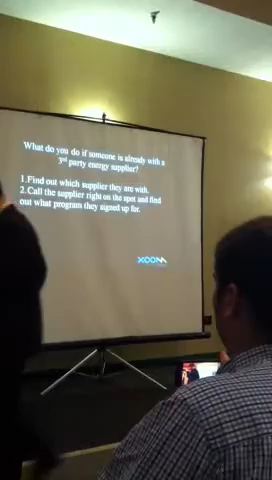 What do you do if someone is already with a
3rd party energy supplier?
1.Find out which supplier they are with.
2.Call the supplier right on the spot and find
out what program they signed up for.
XOOM